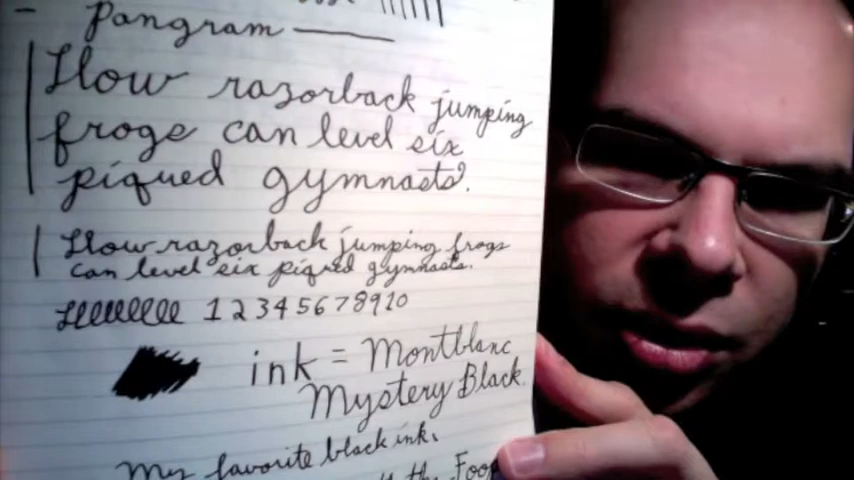 - Pangram
How razorback jumping
frogs can level six
piqued gymnasts.
How razorback jumping frogs
can level six piqued gymnasts.
1 2 3 4 5 6 7 8 9 10
ink = Montblanc
Mystery Black.
My favorite black ink.
the